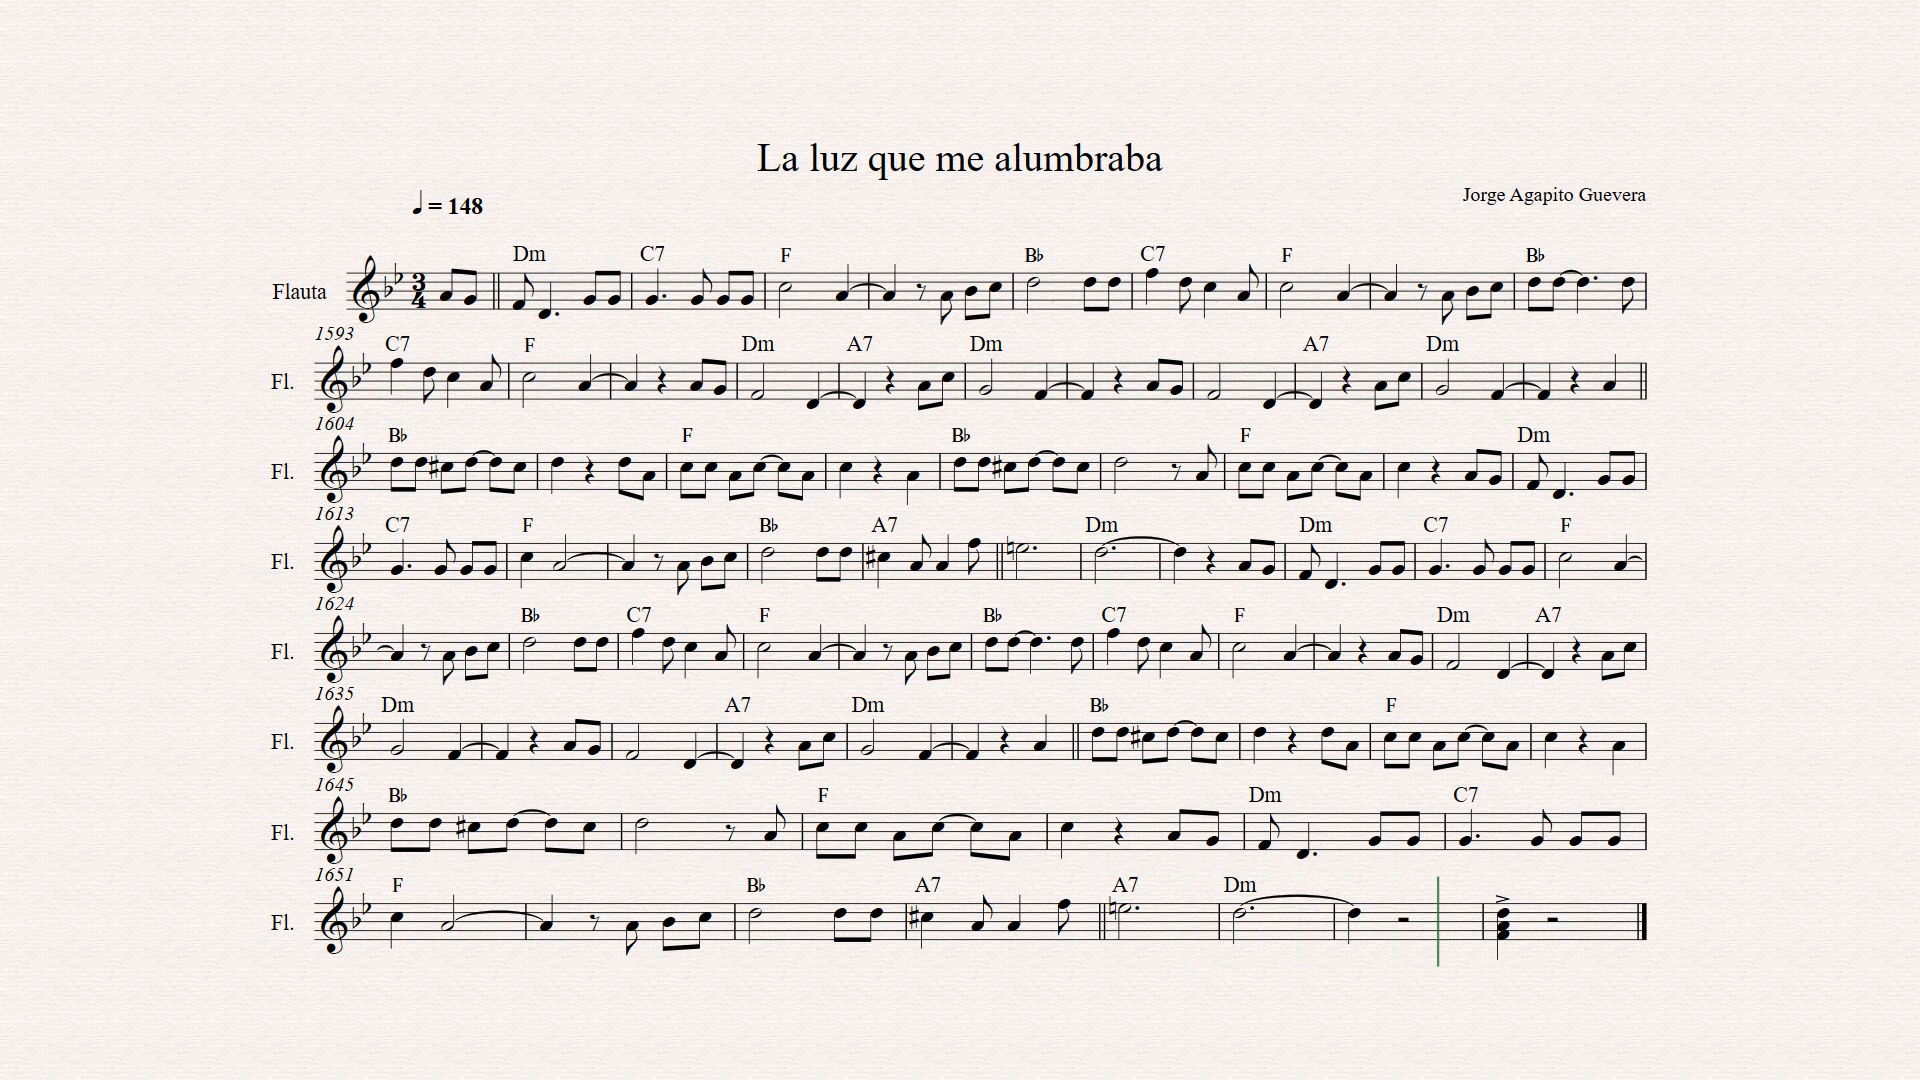 La luz que me alumbraba
Jorge Agapito Guevera
♩ = 148
Dm C7 F B♭ C7 F B♭
Flauta
3
4
1593
C7 F Dm A7 Dm A7 Dm
Fl.
1604
B♭ F B♭ F Dm
Fl.
1613
C7 F B♭ A7 Dm Dm C7 F
Fl.
1624
B♭ C7 F B♭ C7 F Dm A7
Fl.
1635
Dm A7 Dm B♭ F
Fl.
1645
B♭ F Dm C7
Fl.
1651
F B♭ A7 A7 Dm
Fl.